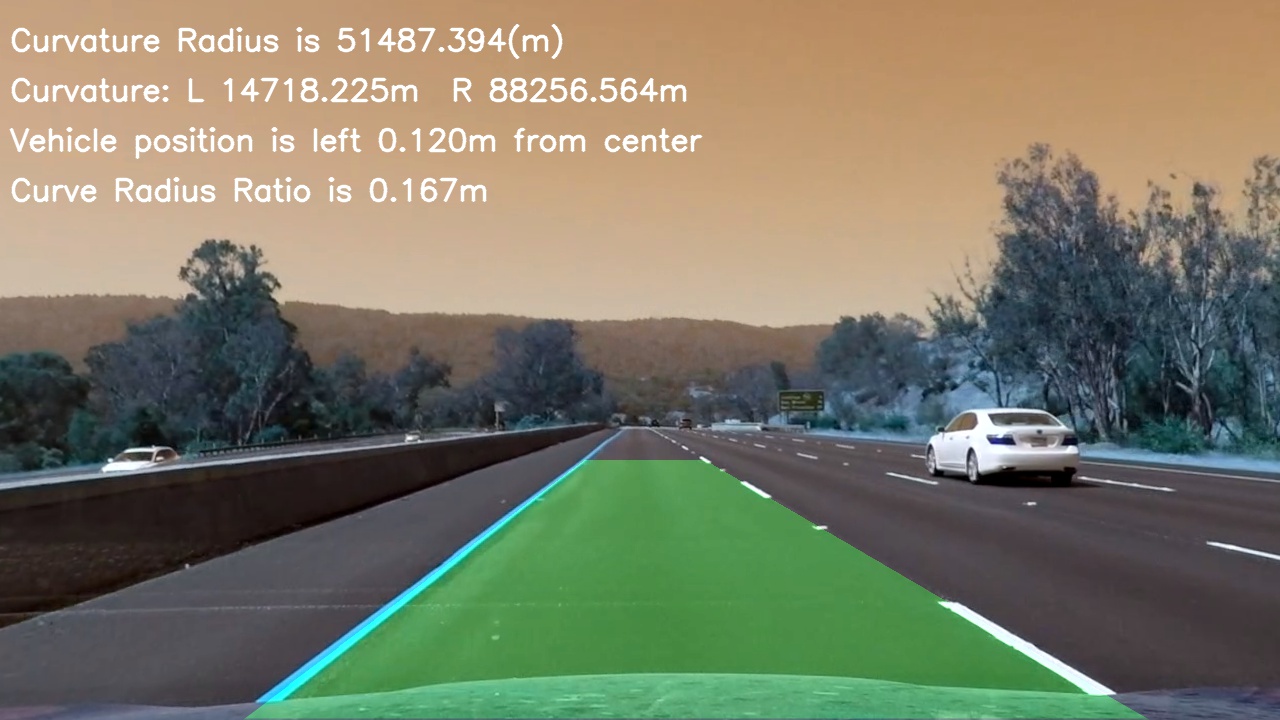 Curvature Radius is 51487.394(m)
Curvature: L 14718.225m R 88256.564m
Vehicle position is left 0.120m from center
Curve Radius Ratio is 0.167m